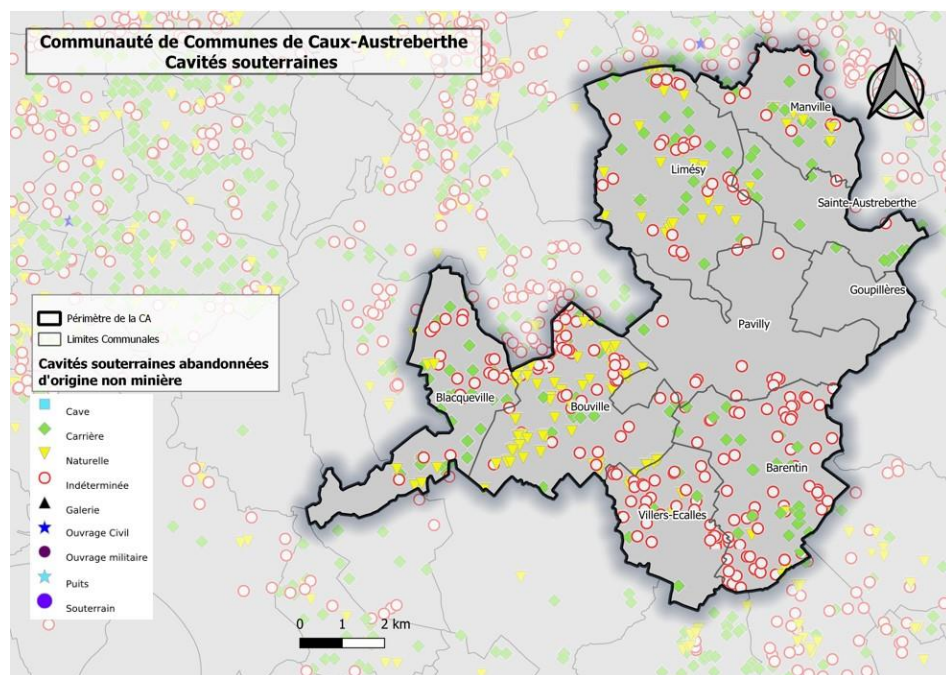 Communauté de Communes de Caux-Austreberthe
Cavités souterraines
N
Manville
Limésy
Sainte-Austreberthe
Goupillères
Pavilly
Blacqueville
Bouville
Barentin
Villers-Ecalles
Périmètre de la CA
Limites Communales
Cavités souterraines abandonnées
d'origine non minière
Cave
Carrière
Naturelle
Indéterminée
Galerie
Ouvrage Civil
Ouvrage militaire
Puits
Souterrain
0 1 2 km